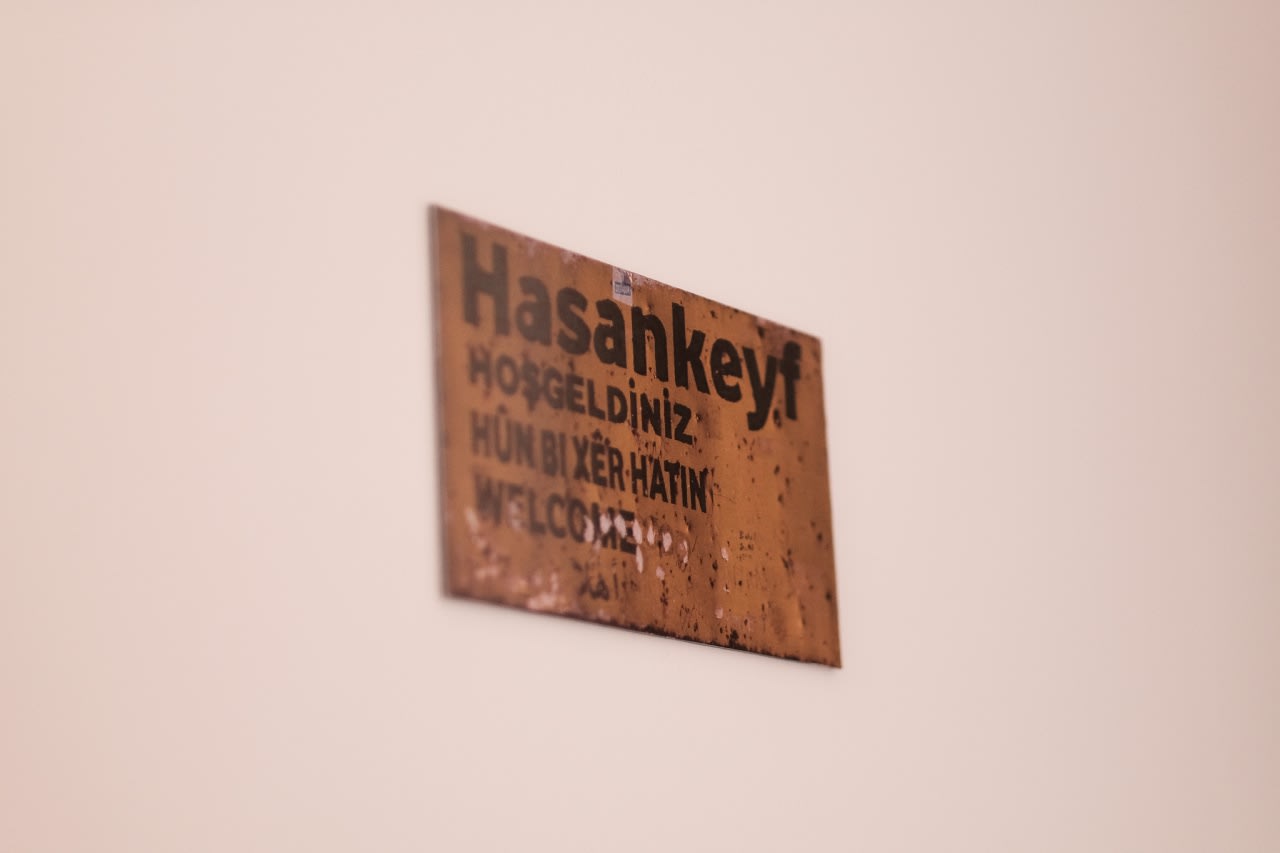 Hasankeyf
HOŞGELDİNİZ
HÛN BI XÊR HATIN
WELCOME